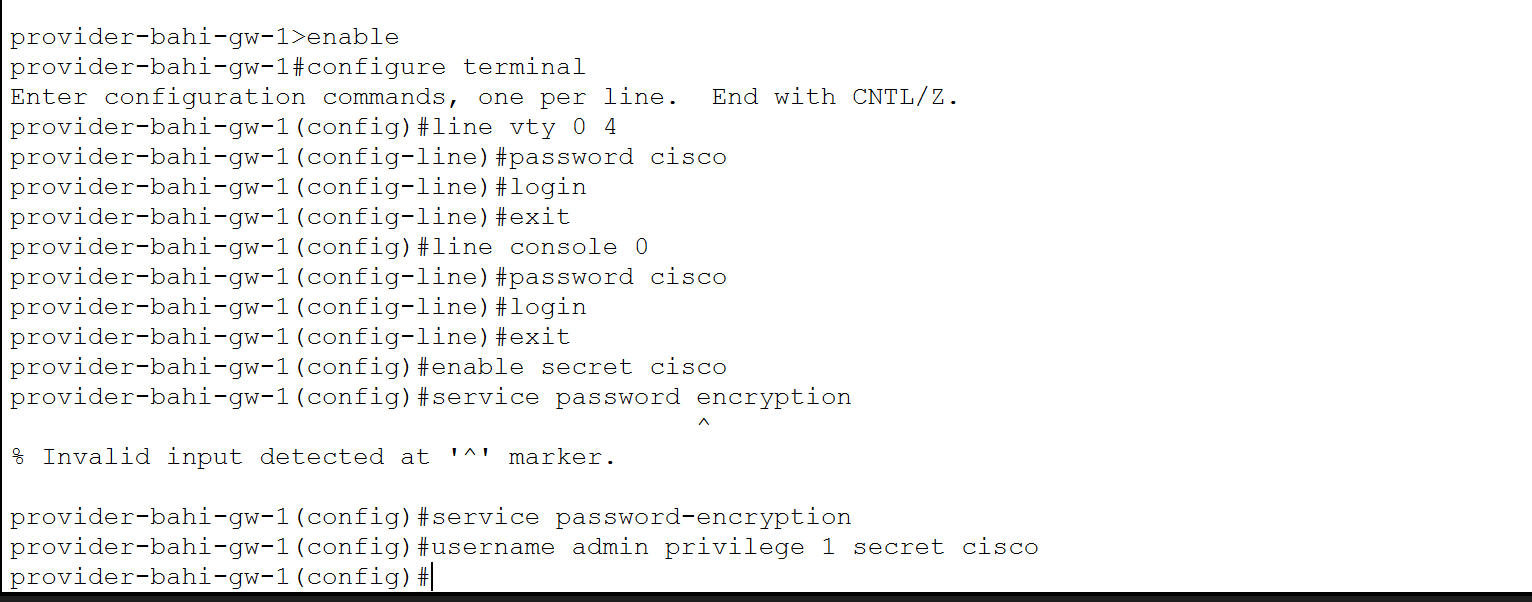 provider-bahi-gw-1>enable
provider-bahi-gw-1#configure terminal
Enter configuration commands, one per line.  End with CNTL/Z.
provider-bahi-gw-1(config)#line vty 0 4
provider-bahi-gw-1(config-line)#password cisco
provider-bahi-gw-1(config-line)#login
provider-bahi-gw-1(config-line)#exit
provider-bahi-gw-1(config)#line console 0
provider-bahi-gw-1(config-line)#password cisco
provider-bahi-gw-1(config-line)#login
provider-bahi-gw-1(config-line)#exit
provider-bahi-gw-1(config)#enable secret cisco
provider-bahi-gw-1(config)#service password encryption
                                            ^
% Invalid input detected at '^' marker.

provider-bahi-gw-1(config)#service password-encryption
provider-bahi-gw-1(config)#username admin privilege 1 secret cisco
provider-bahi-gw-1(config)#